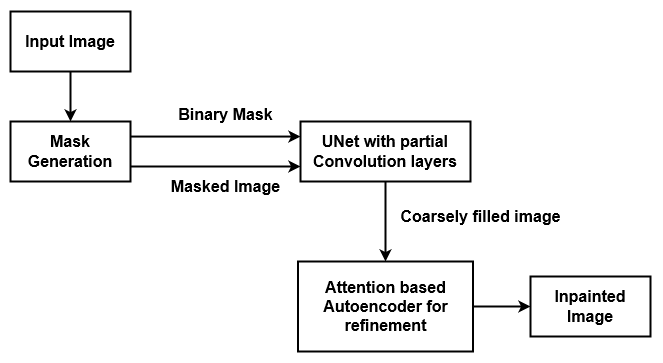 Input Image
Mask
Generation
Binary Mask
Masked Image
UNet with partial
Convolution layers
Coarsely filled image
Attention based
Autoencoder for
refinement
Inpainted
Image